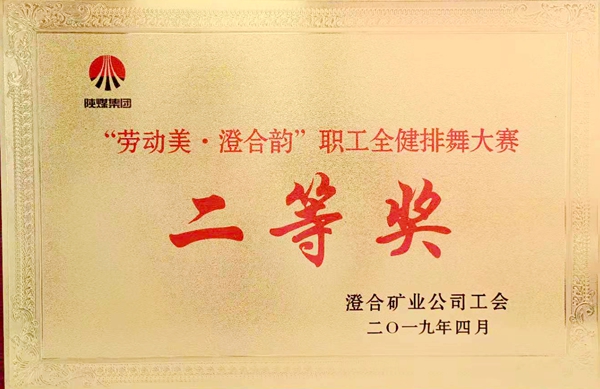 陕煤集团
“劳动美·澄合韵”职工全健排舞大赛
二等奖
澄合矿业公司工会
二〇一九年四月